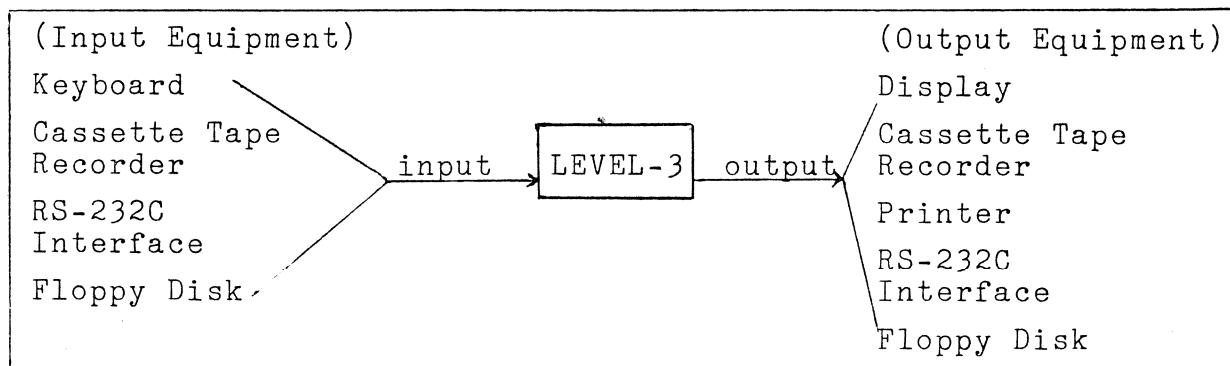 (Input Equipment)
Keyboard
Cassette Tape
Recorder
RS-232C
Interface
Floppy Disk
input
LEVEL-3
output
(Output Equipment)
Display
Cassette Tape
Recorder
Printer
RS-232C
Interface
Floppy Disk